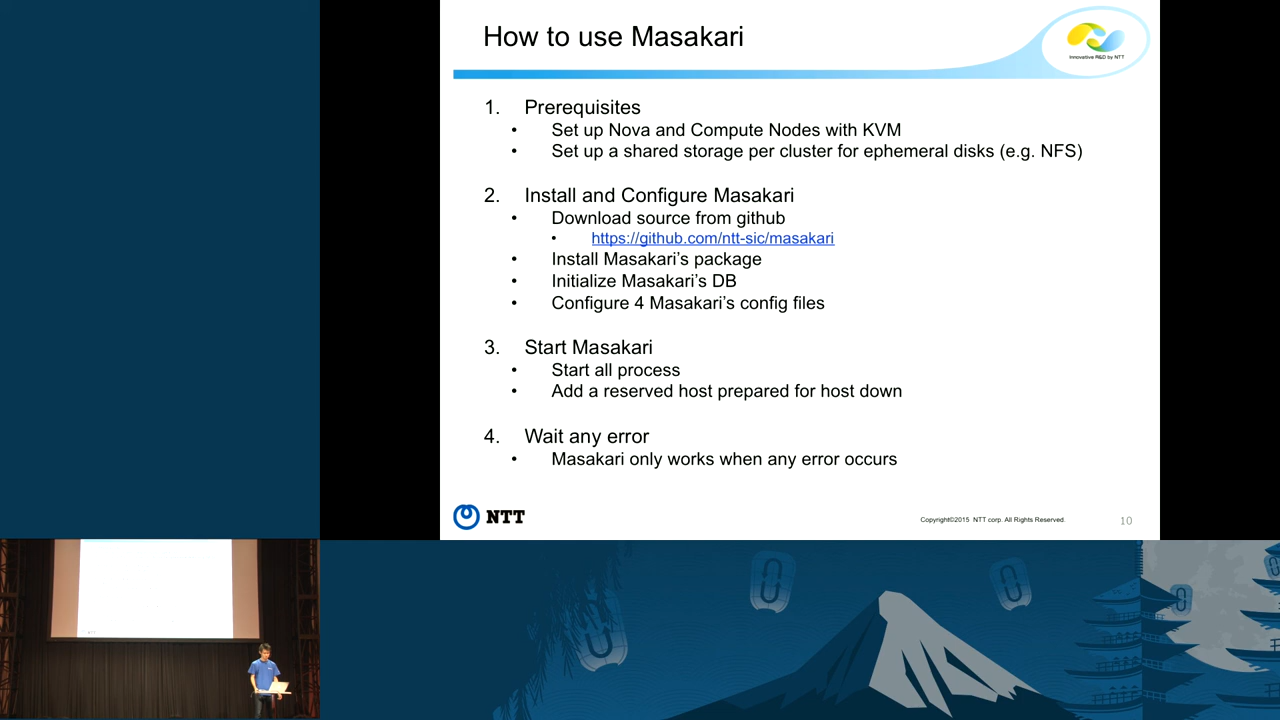 How to use Masakari
Innovative R&D by NTT
1. Prerequisites
• Set up Nova and Compute Nodes with KVM
• Set up a shared storage per cluster for ephemeral disks (e.g. NFS)
2. Install and Configure Masakari
• Download source from github
• https://github.com/ntt-sic/masakari
• Install Masakari’s package
• Initialize Masakari’s DB
• Configure 4 Masakari’s config files
3. Start Masakari
• Start all process
• Add a reserved host prepared for host down
4. Wait any error
• Masakari only works when any error occurs
NTT
Copyright©2015 NTT corp. All Rights Reserved.
10